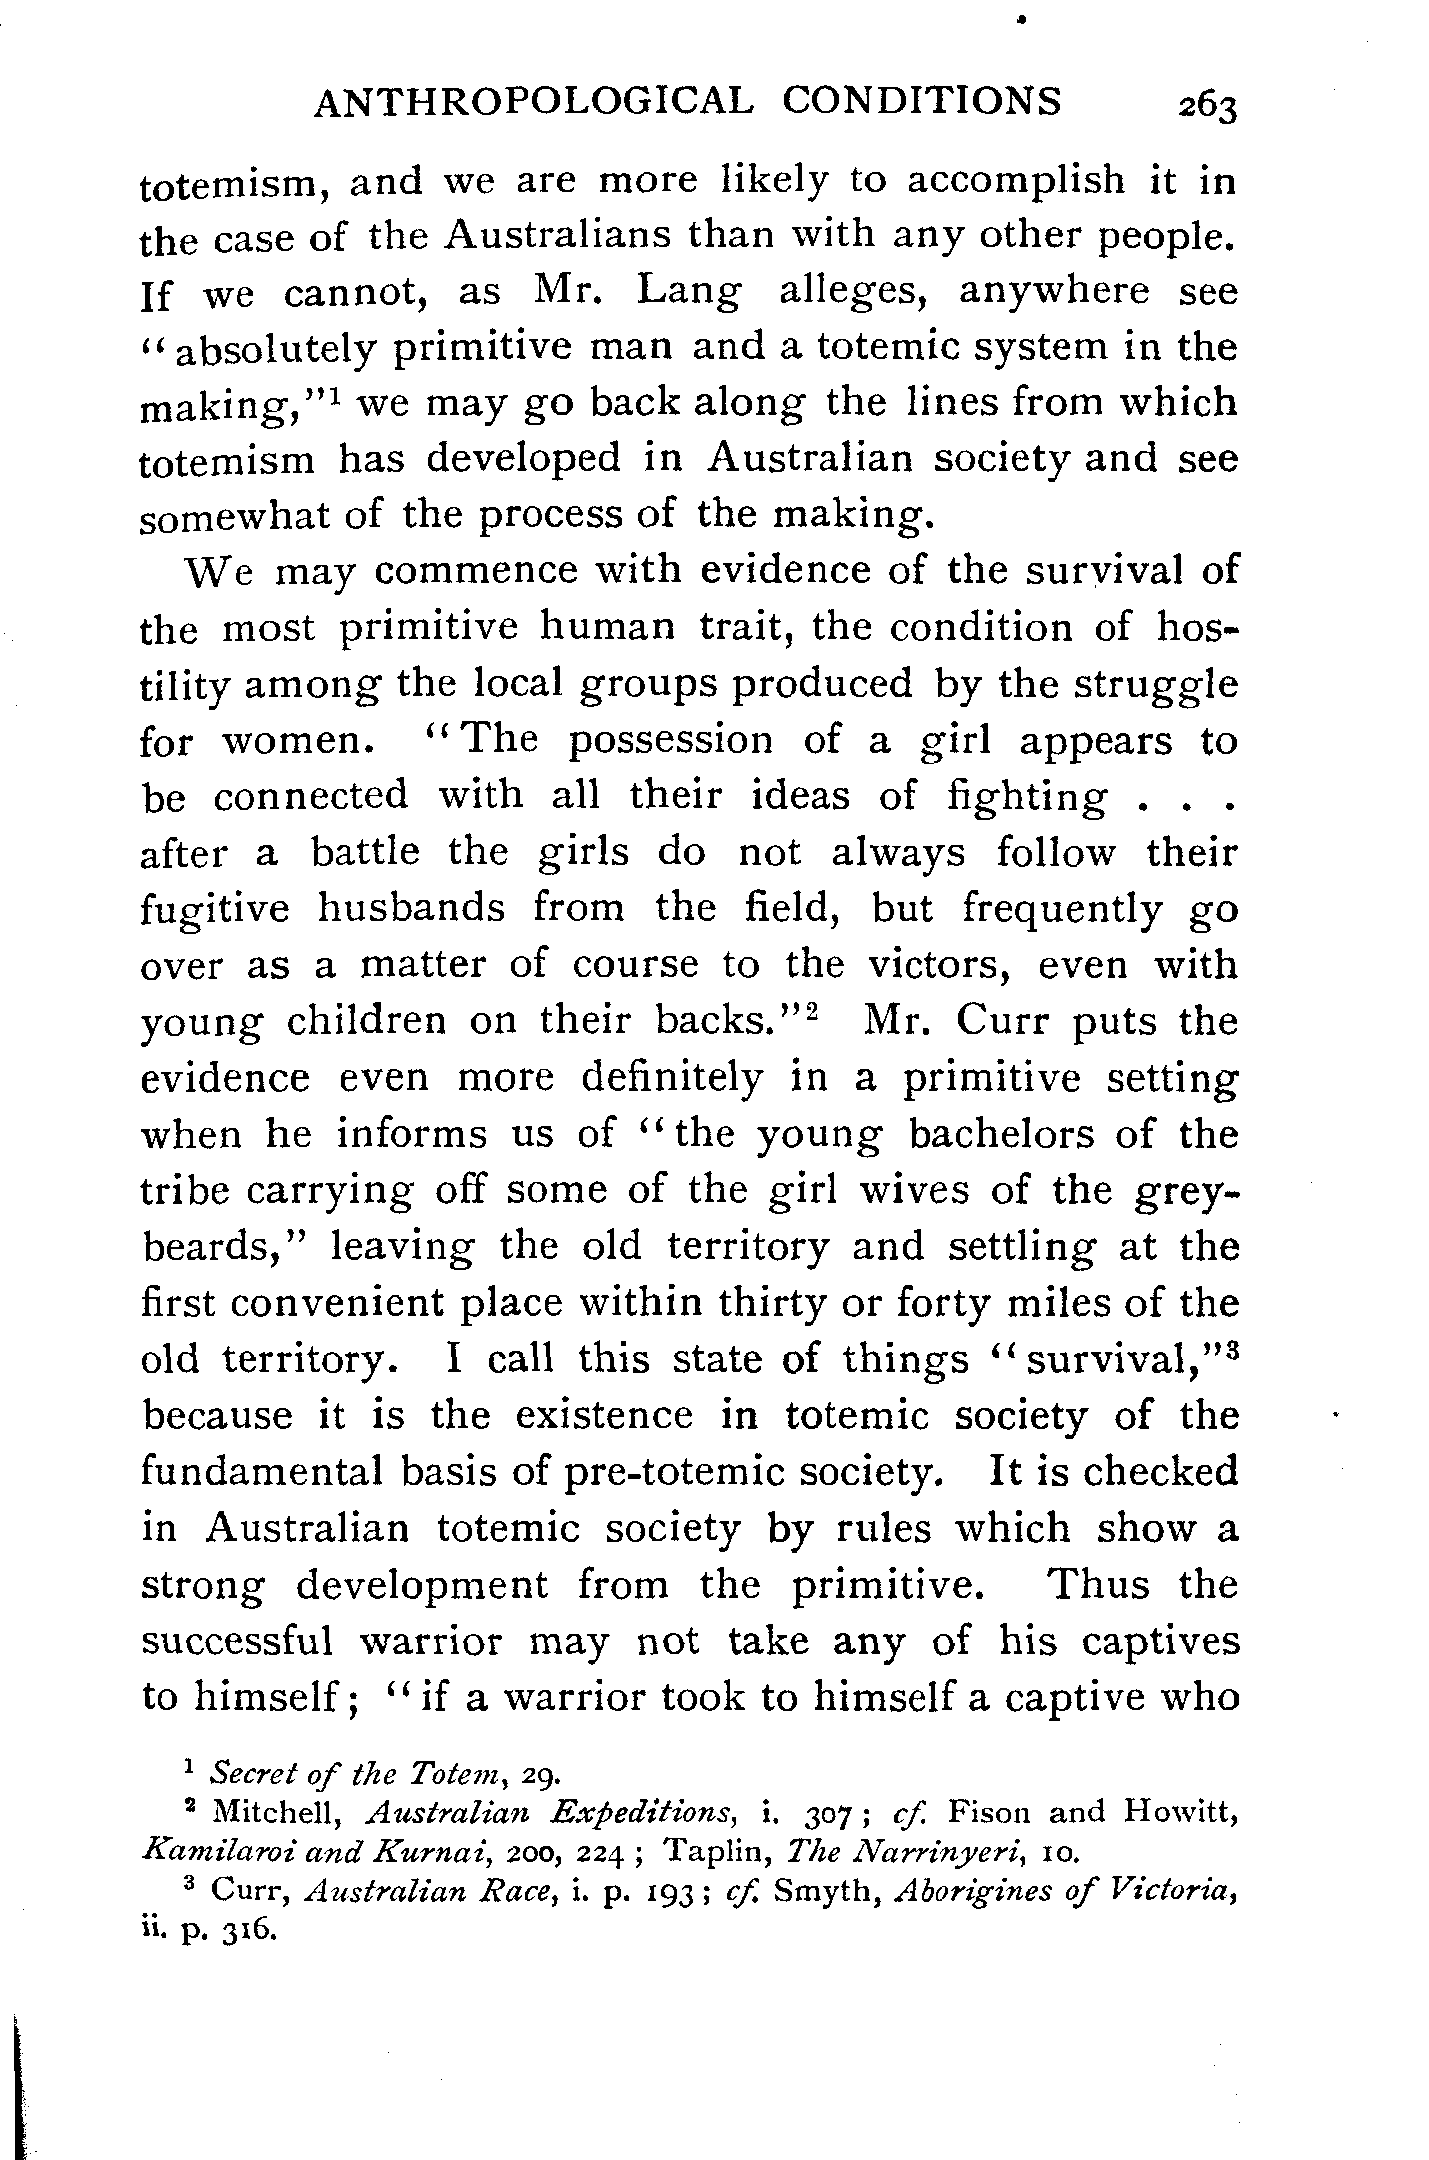 ANTHROPOLOGICAL CONDITIONS 263
totemism, and we are more likely to accomplish it in
the case of the Australians than with any other people.
If we cannot, as Mr. Lang alleges, anywhere see
“absolutely primitive man and a totemic system in the
making,”¹ we may go back along the lines from which
totemism has developed in Australian society and see
somewhat of the process of the making.
We may commence with evidence of the survival of
the most primitive human trait, the condition of hos-
tility among the local groups produced by the struggle
for women. “The possession of a girl appears to
be connected with all their ideas of fighting . . .
after a battle the girls do not always follow their
fugitive husbands from the field, but frequently go
over as a matter of course to the victors, even with
young children on their backs.”² Mr. Curr puts the
evidence even more definitely in a primitive setting
when he informs us of “the young bachelors of the
tribe carrying off some of the girl wives of the grey-
beards,” leaving the old territory and settling at the
first convenient place within thirty or forty miles of the
old territory. I call this state of things “survival,”³
because it is the existence in totemic society of the
fundamental basis of pre-totemic society. It is checked
in Australian totemic society by rules which show a
strong development from the primitive. Thus the
successful warrior may not take any of his captives
to himself; “if a warrior took to himself a captive who
¹ Secret of the Totem, 29.
² Mitchell, Australian Expeditions, i. 307; cf. Fison and Howitt,
Kamilaroi and Kurnai, 200, 224; Taplin, The Narrinyeri, 10.
³ Curr, Australian Race, i. p. 193; cf. Smyth, Aborigines of Victoria,
ii. p. 316.